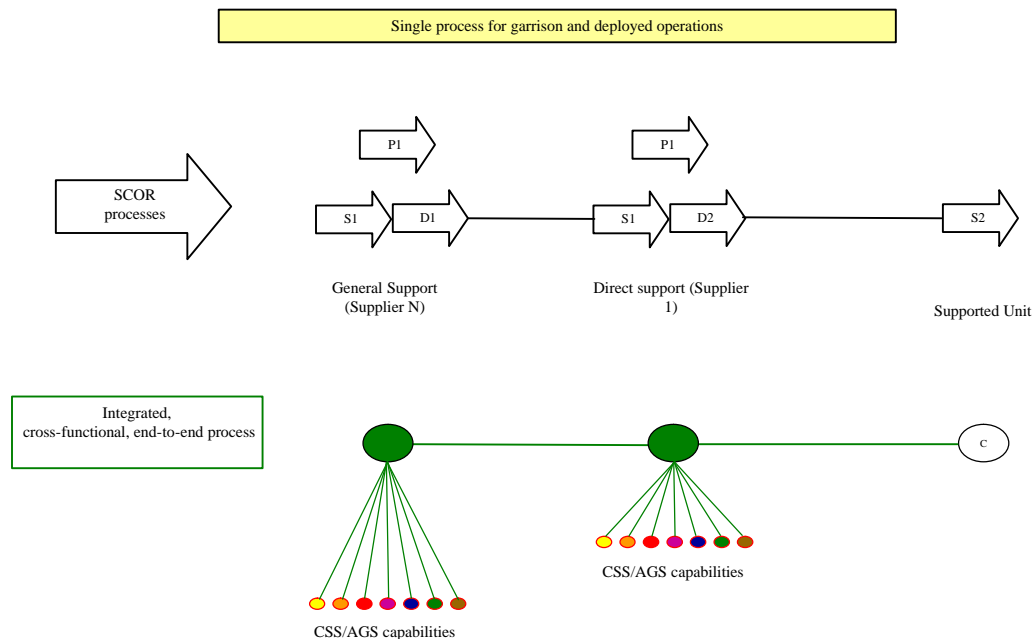 Single process for garrison and deployed operations
P1
P1
SCOR
processes
S1
D1
S1
D2
S2
General Support
(Supplier N)
Direct support (Supplier
1)
Supported Unit
Integrated,
cross-functional, end-to-end process
C
CSS/AGS capabilities
CSS/AGS capabilities